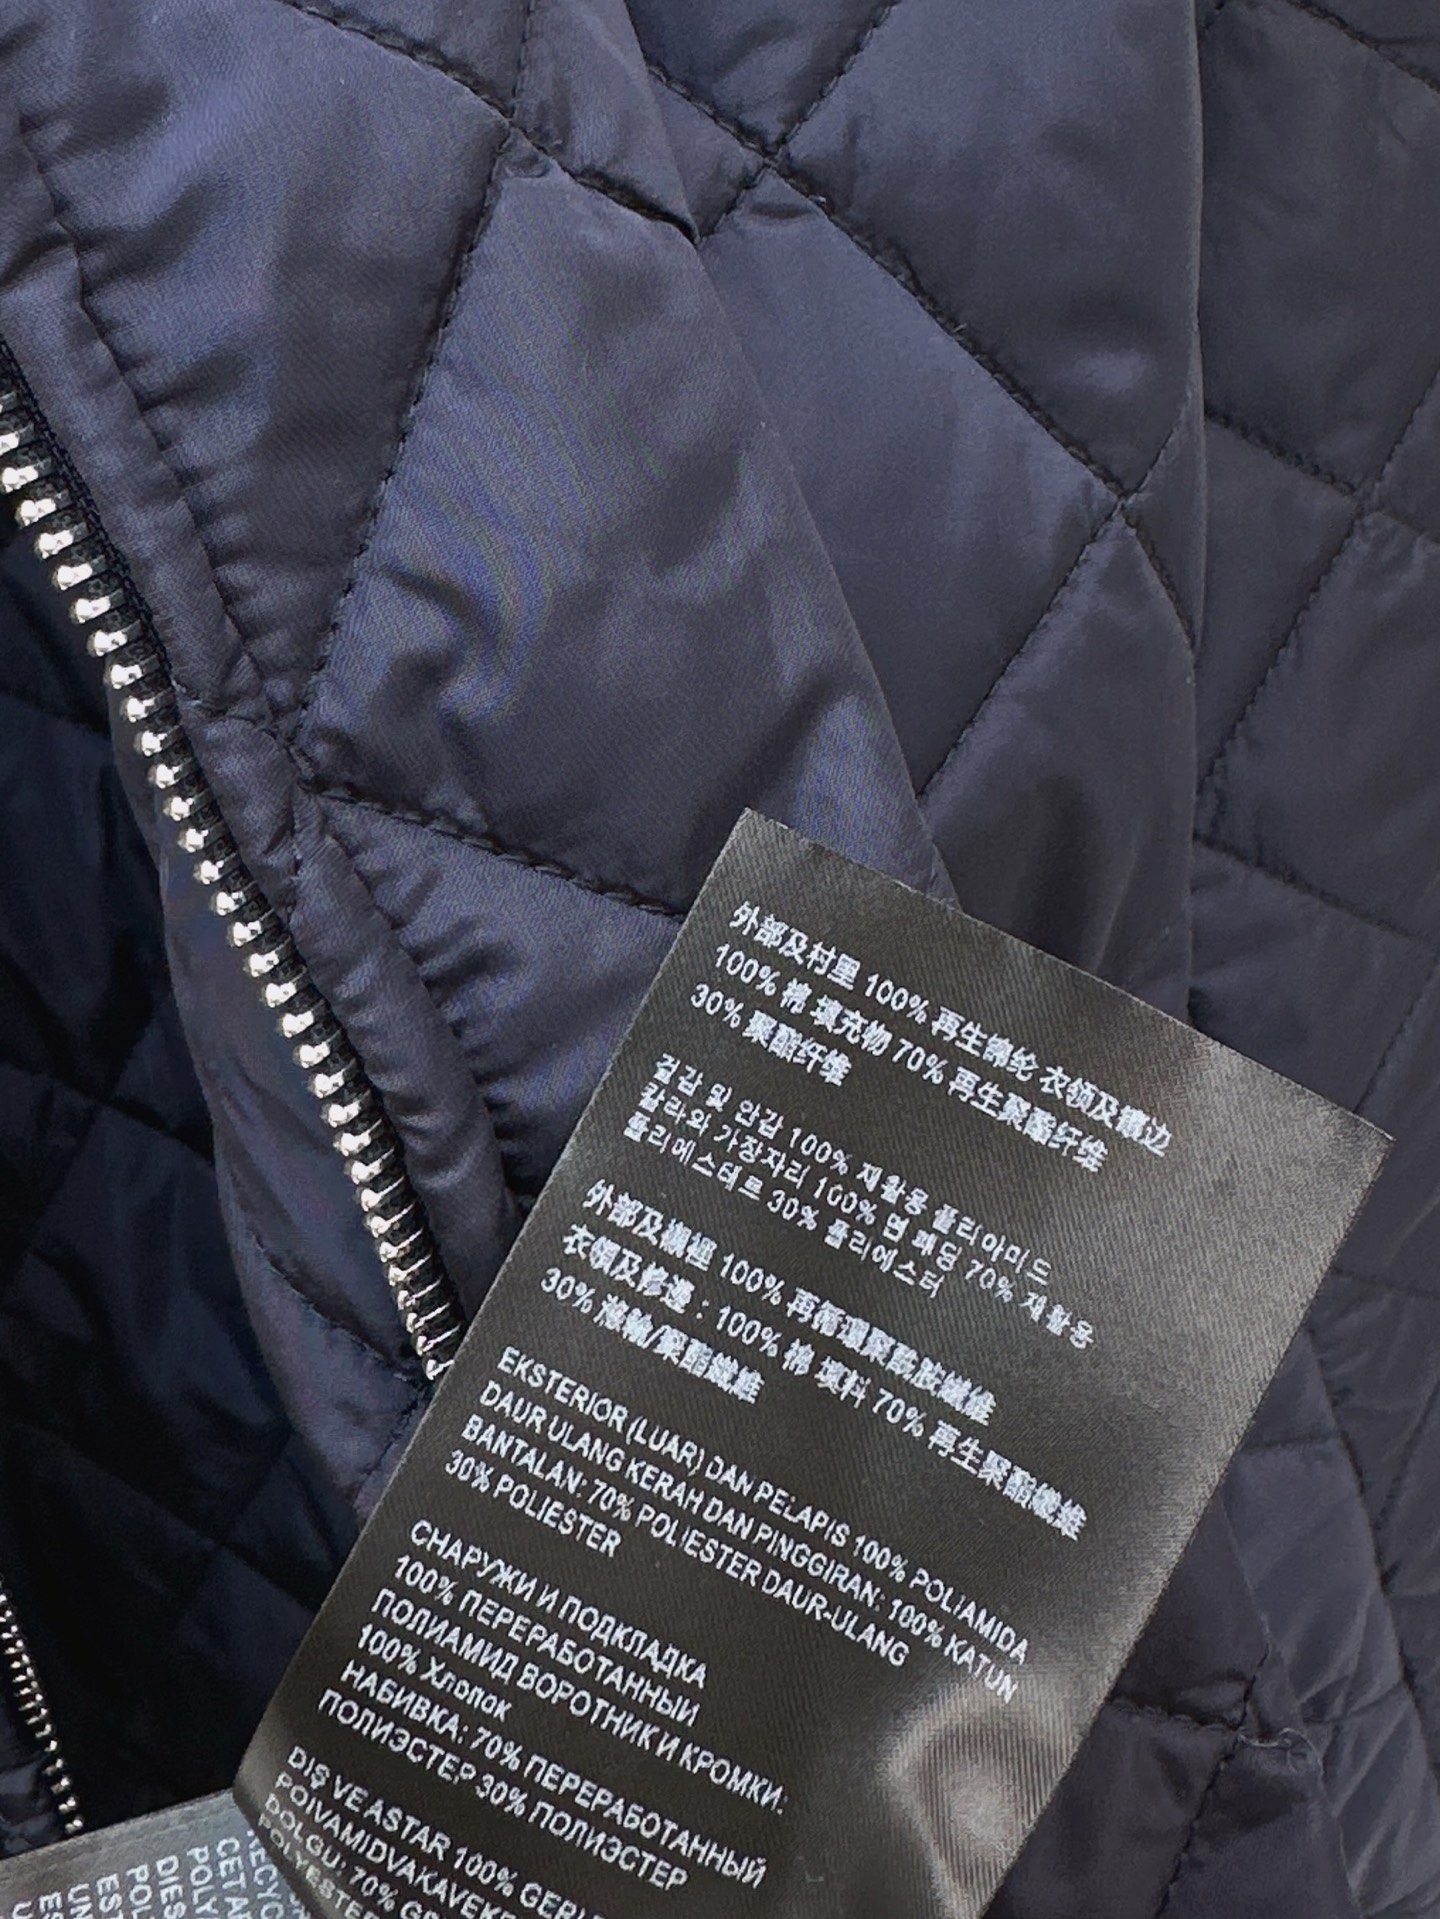 外部及村里 100% 再生锦纶 衣领及镶边
100% 棉 填充物 70% 再生聚酯纤维
30% 聚酯纤维
겉감 및 안감 100% 재활용 폴리아미드
칼라와 가장자리 100% 면 패딩 70% 재활용
폴리에스테르 30% 폴리에스터
外部及襯裡 100% 再循環聚酰胺纖維
衣領及修邊 : 100% 棉 填料 70% 再生聚酯纖維
30% 滌綸/聚酯纖維
EKSTERIOR (LUAR) DAN PELAPIS 100% POLIAMIDA
DAUR ULANG KERAH DAN PINGGIRAN: 100% KATUN
BANTALAN: 70% POLIESTER DAUR-ULANG
30% POLIESTER
СНАРУЖИ И ПОДКЛАДКА
100% ПЕРЕРАБОТАННЫЙ
ПОЛИАМИД ВОРОТНИК И КРОМКИ:
100% Хлопок
НАБИВКА: 70% ПЕРЕРАБОТАННЫЙ
ПОЛИЭСТЕР 30% ПОЛИЭСТЕР
DIŞ VE ASTAR 100%
DOLGU: 70%